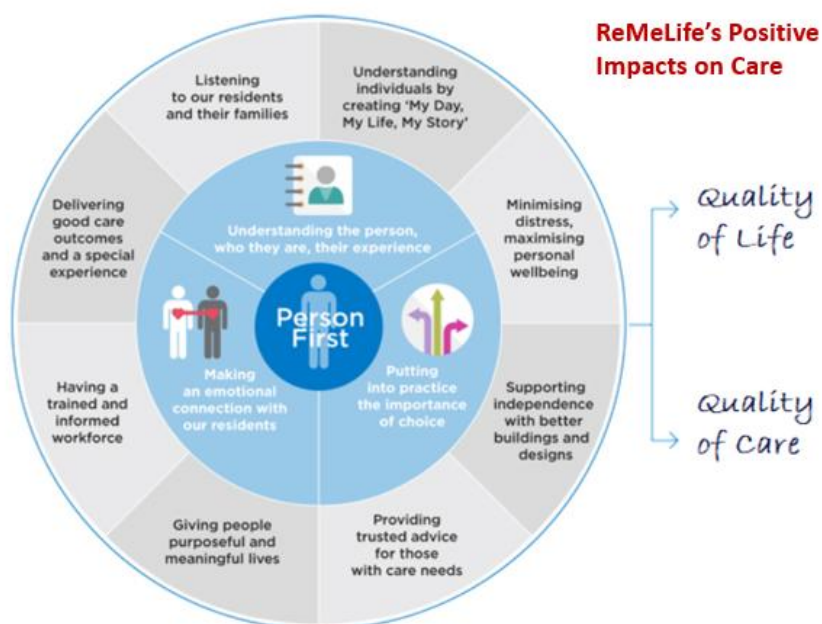 ReMeLife's Positive
Impacts on Care
Listening
to our residents
and their families
Understanding
individuals by
creating 'My Day,
My Life, My Story'
Minimising
distress,
maximising
personal
wellbeing
Supporting
independence
with better
buildings and
designs
Providing
trusted advice
for those
with care needs
Giving people
purposeful and
meaningful lives
Having a
trained and
informed
workforce
Delivering
good care
outcomes
and a special
experience
Understanding the person,
who they are, their experience
Putting
into practice
the importance
of choice
Making
an emotional
connection with
our residents
Person
First
Quality
of Life
Quality
of Care